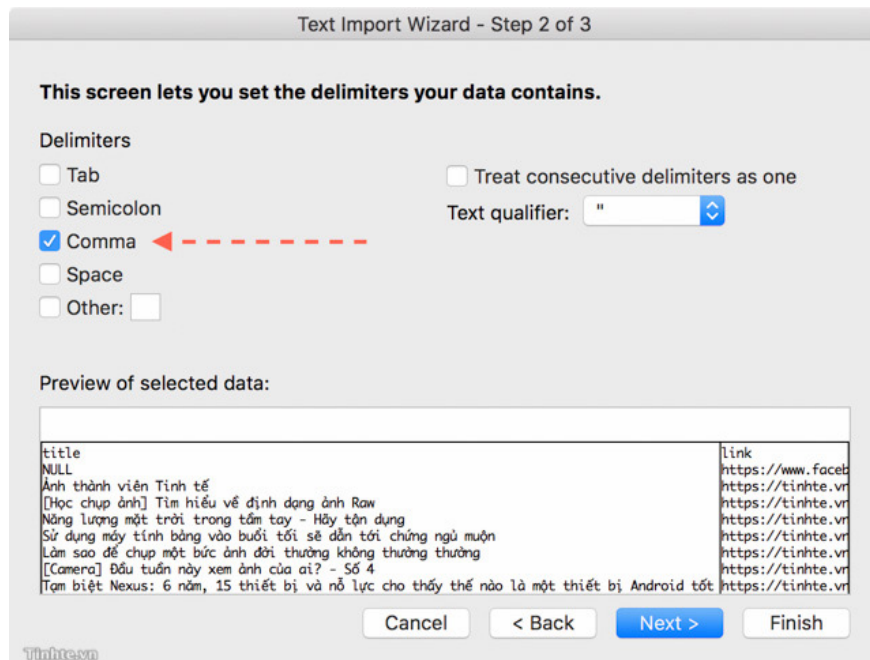 Text Import Wizard - Step 2 of 3
This screen lets you set the delimiters your data contains.
Delimiters
Tab
Semicolon
Comma
Space
Other:
Treat consecutive delimiters as one
Text qualifier: "
Preview of selected data:
title link
NULL https://www.faceb
Ảnh thành viên Tinh tế https://tinhte.vn
[Học chụp ảnh] Tìm hiểu về định dạng ảnh Raw https://tinhte.vn
Năng lượng mặt trời trong tầm tay - Hãy tận dụng https://tinhte.vn
Sử dụng máy tính bảng vào buổi tối sẽ dẫn tới chứng ngủ muộn https://tinhte.vn
Làm sao để chụp một bức ảnh đời thường không thường thường https://tinhte.vn
[Camera] Đầu tuần này xem ảnh của ai? - Số 4 https://tinhte.vn
Tạm biệt Nexus: 6 năm, 15 thiết bị và nỗ lực cho thấy thế nào là một thiết bị Android tốt https://tinhte.vn
Cancel < Back Next > Finish
Tinhte.vn